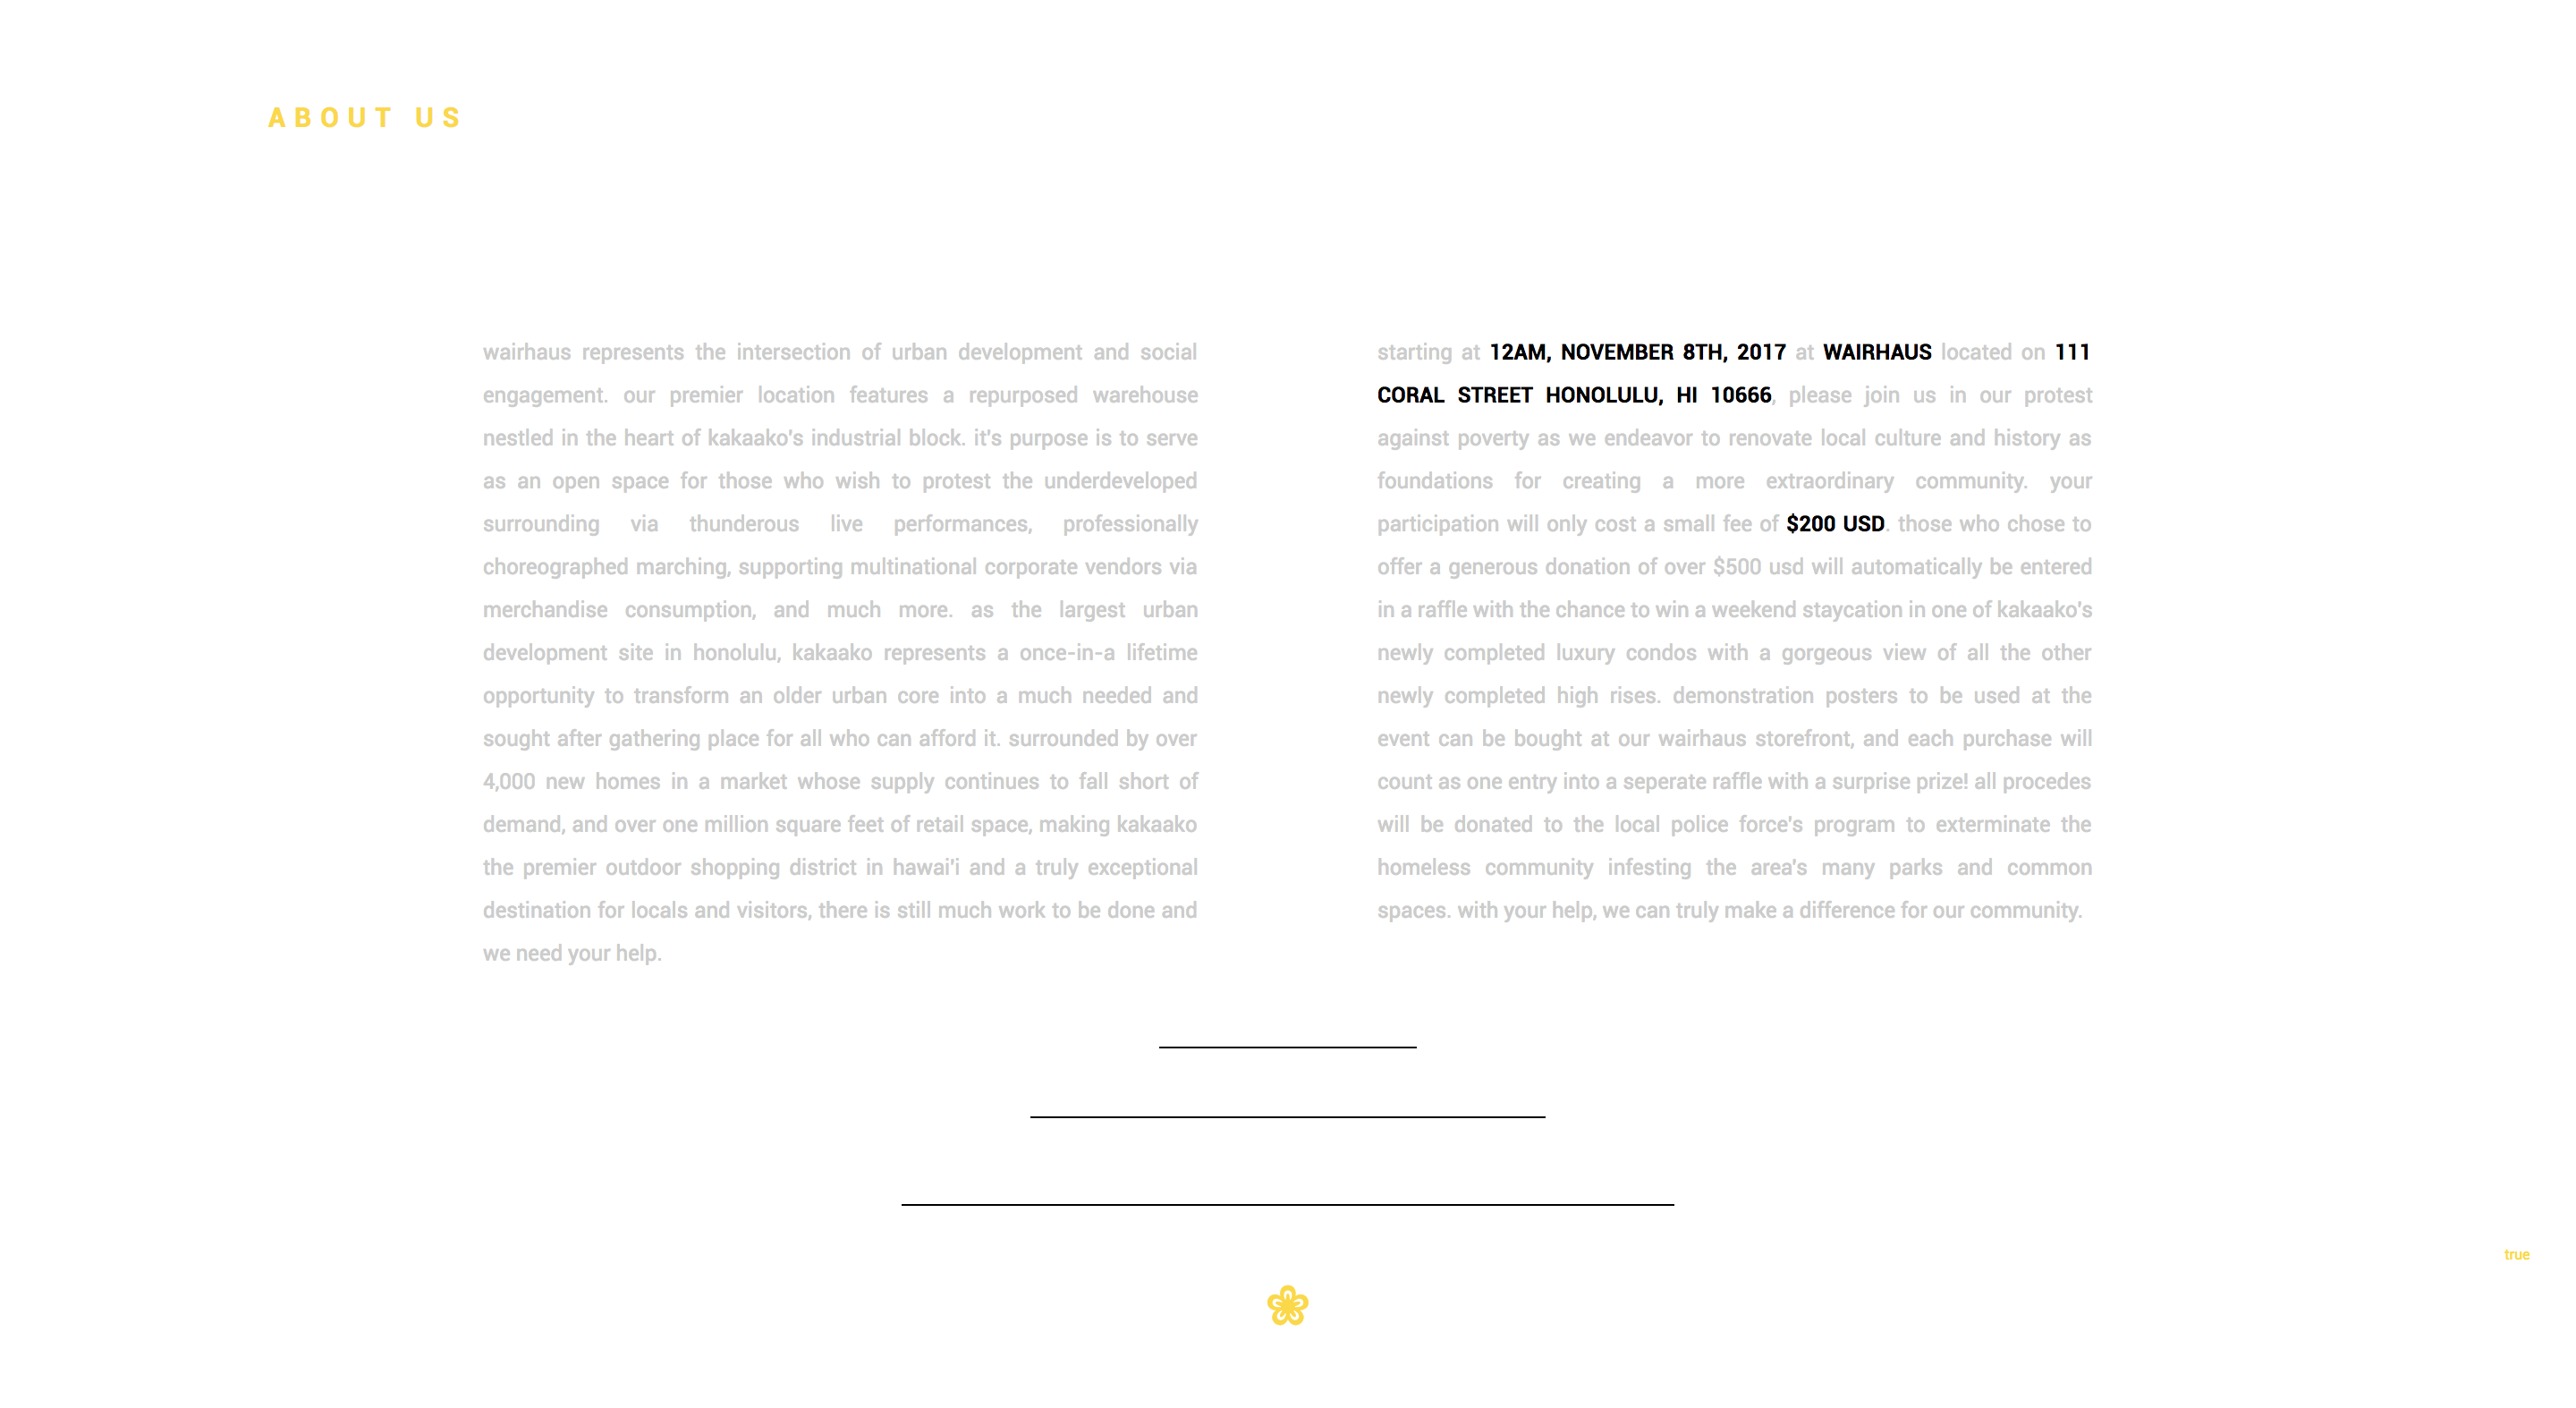 ABOUT US
wairhaus represents the intersection of urban development and social
engagement. our premier location features a repurposed warehouse
nestled in the heart of kakaako's industrial block. it's purpose is to serve
as an open space for those who wish to protest the underdeveloped
surrounding via thunderous live performances, professionally
choreographed marching, supporting multinational corporate vendors via
merchandise consumption, and much more. as the largest urban
development site in honolulu, kakaako represents a once-in-a lifetime
opportunity to transform an older urban core into a much needed and
sought after gathering place for all who can afford it. surrounded by over
4,000 new homes in a market whose supply continues to fall short of
demand, and over one million square feet of retail space, making kakaako
the premier outdoor shopping district in hawai'i and a truly exceptional
destination for locals and visitors, there is still much work to be done and
we need your help.
starting at 12AM, NOVEMBER 8TH, 2017 at WAIRHAUS located on 111
CORAL STREET HONOLULU, HI 10666, please join us in our protest
against poverty as we endeavor to renovate local culture and history as
foundations for creating a more extraordinary community. your
participation will only cost a small fee of $200 USD. those who chose to
offer a generous donation of over $500 usd will automatically be entered
in a raffle with the chance to win a weekend staycation in one of kakaako's
newly completed luxury condos with a gorgeous view of all the other
newly completed high rises. demonstration posters to be used at the
event can be bought at our wairhaus storefront, and each purchase will
count as one entry into a seperate raffle with a surprise prize! all procedes
will be donated to the local police force's program to exterminate the
homeless community infesting the area's many parks and common
spaces. with your help, we can truly make a difference for our community.
true